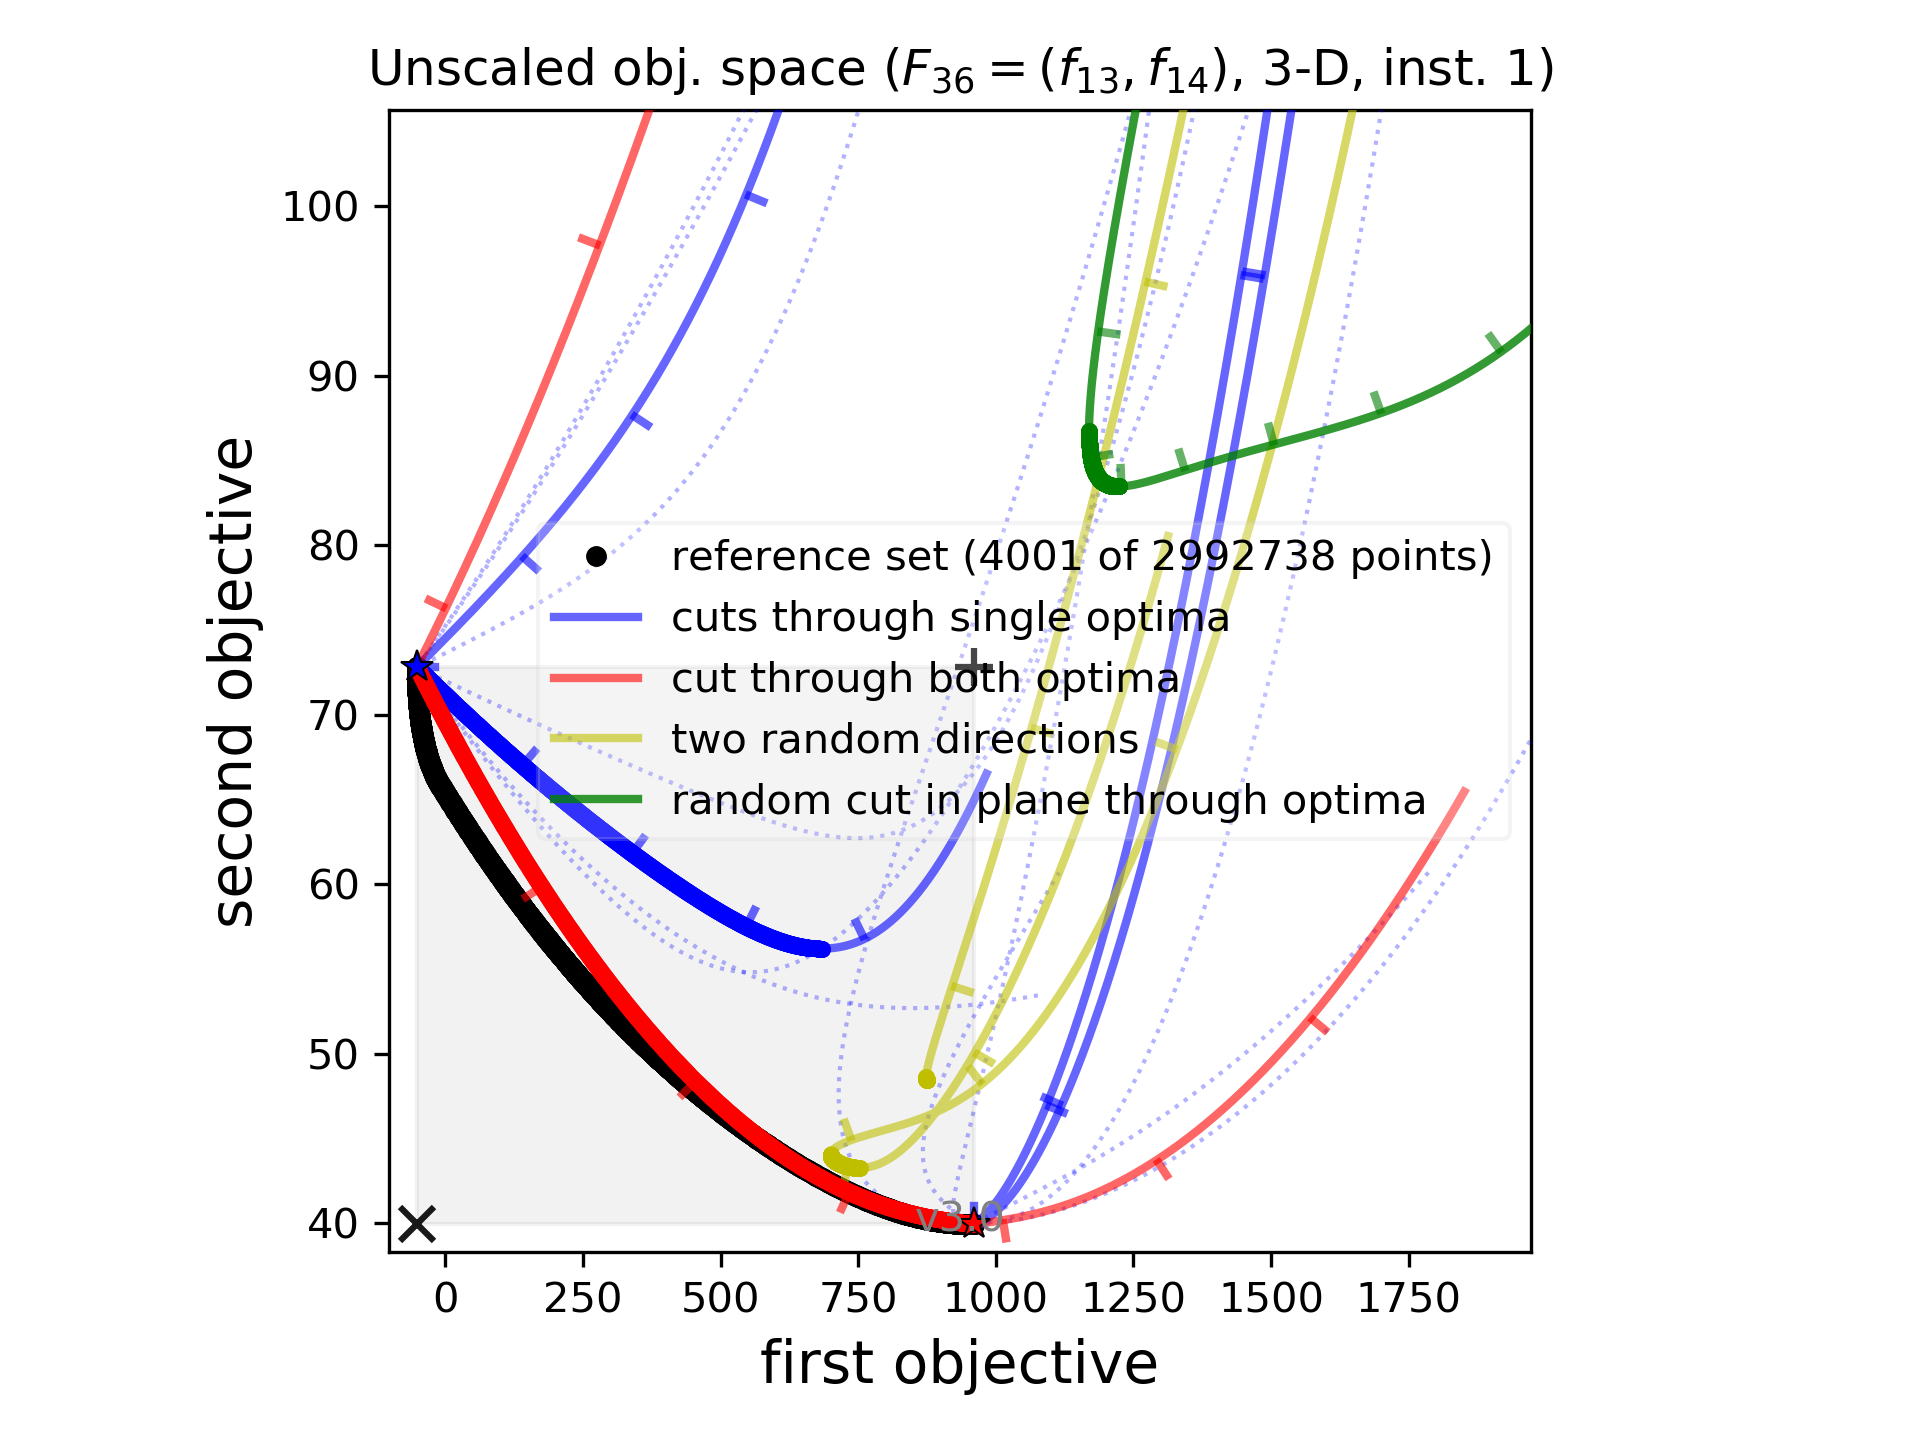 Unscaled obj. space (F36 = (f13, f14), 3-D, inst. 1)
100
90
80
70
60
50
40
second objective
reference set (4001 of 2992738 points)
cuts through single optima
cut through both optima
two random directions
random cut in plane through optima
v3.0
0 250 500 750 1000 1250 1500 1750
first objective